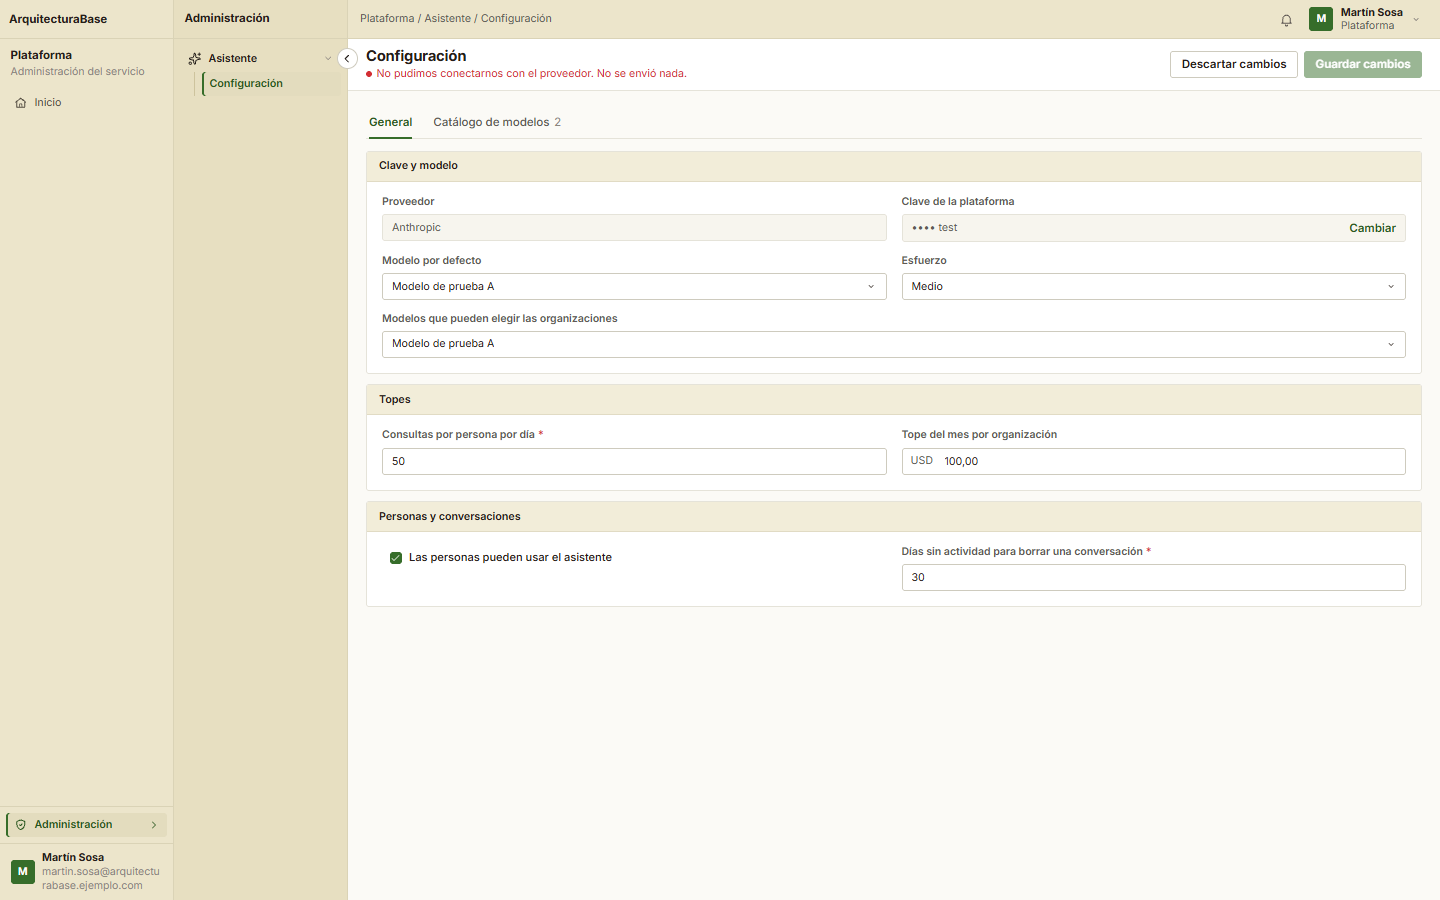 ArquitecturaBase
Plataforma
Administración del servicio
Inicio
Administración
Martín Sosa
martin.sosa@arquitectu
rabase.ejemplo.com
Administración
Asistente
Configuración
Plataforma / Asistente / Configuración
M
Martín Sosa
Plataforma
Configuración
No pudimos conectarnos con el proveedor. No se envió nada.
Descartar cambios
Guardar cambios
General
Catálogo de modelos 2
Clave y modelo
Proveedor
Anthropic
Clave de la plataforma
•••• test
Cambiar
Modelo por defecto
Modelo de prueba A
Esfuerzo
Medio
Modelos que pueden elegir las organizaciones
Modelo de prueba A
Topes
Consultas por persona por día *
50
Tope del mes por organización
USD 100,00
Personas y conversaciones
Las personas pueden usar el asistente
Días sin actividad para borrar una conversación *
30
M